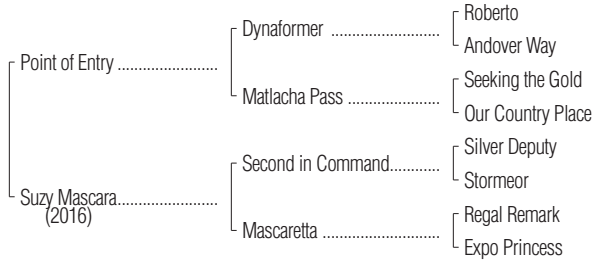 Roberto
Dynaformer ......................
Andover Way
Point of Entry ....................
Seeking the Gold
Matlacha Pass ..................
Our Country Place
Silver Deputy
Second in Command............
Stormeor
Suzy Mascara....................
(2016)
Regal Remark
Mascaretta .......................
Expo Princess